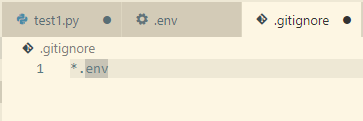 test1.py .env .gitignore
.gitignore
1 *.env